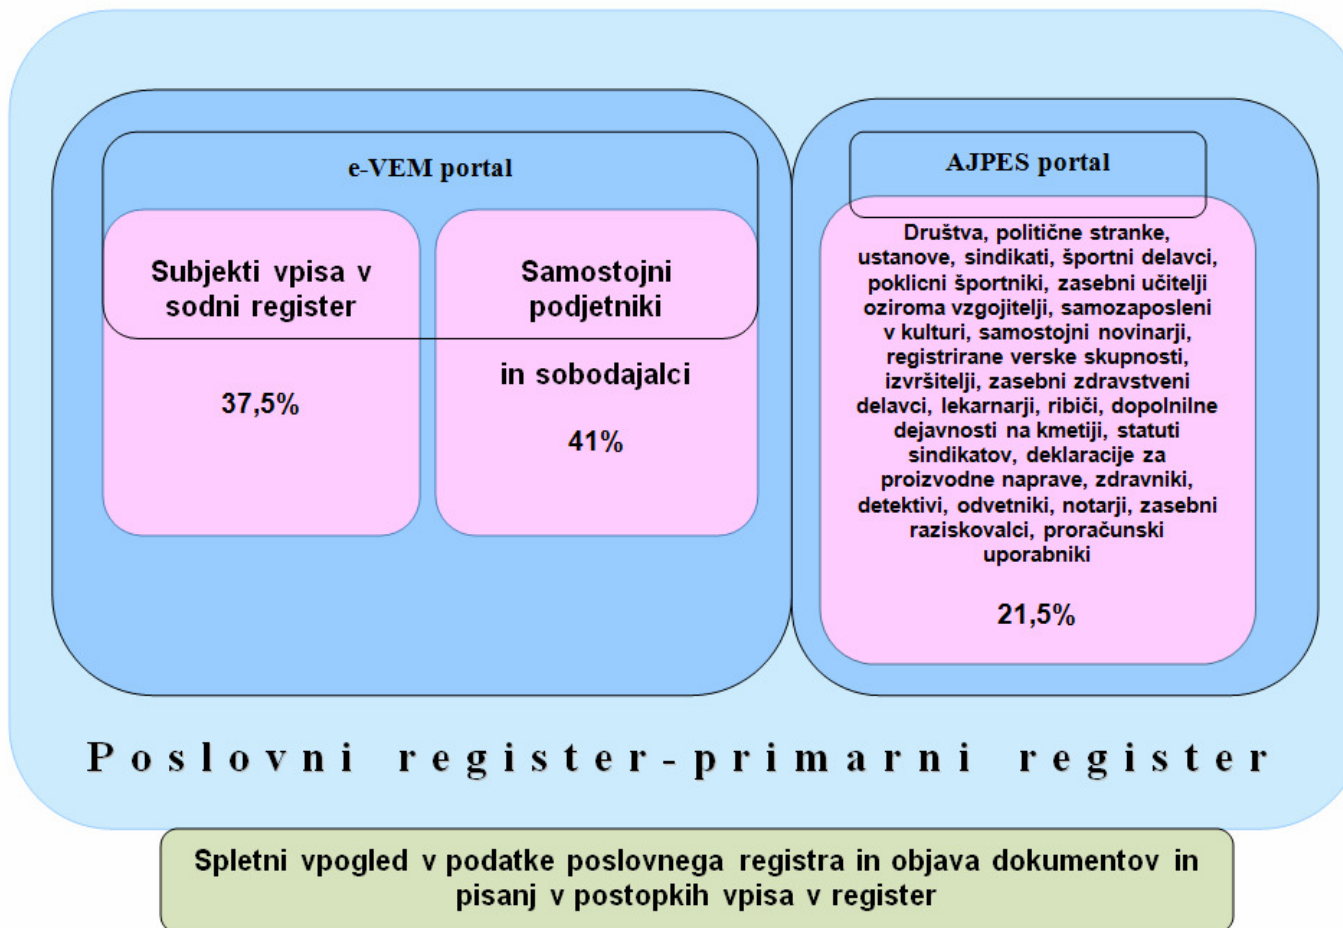 e-VEM portal
Subjekti vpisa v
sodni register
37,5%
Samostojni
podjetniki
in sobodajalci
41%
AJPES portal
Društva, politične stranke,
ustanove, sindikati, športni delavci,
poklicni športniki, zasebni učitelji
oziroma vzgojitelji, samozaposleni
v kulturi, samostojni novinarji,
registrirane verske skupnosti,
izvršitelji, zasebni zdravstveni
delavci, lekarnarji, ribiči, dopolnilne
dejavnosti na kmetiji, statuti
sindikatov, deklaracije za
proizvodne naprave, zdravniki,
detektivi, odvetniki, notarji, zasebni
raziskovalci, proračunski
uporabniki
21,5%
Poslovni register-primarni register
Spletni vpogled v podatke poslovnega registra in objava dokumentov in
pisanj v postopkih vpisa v register